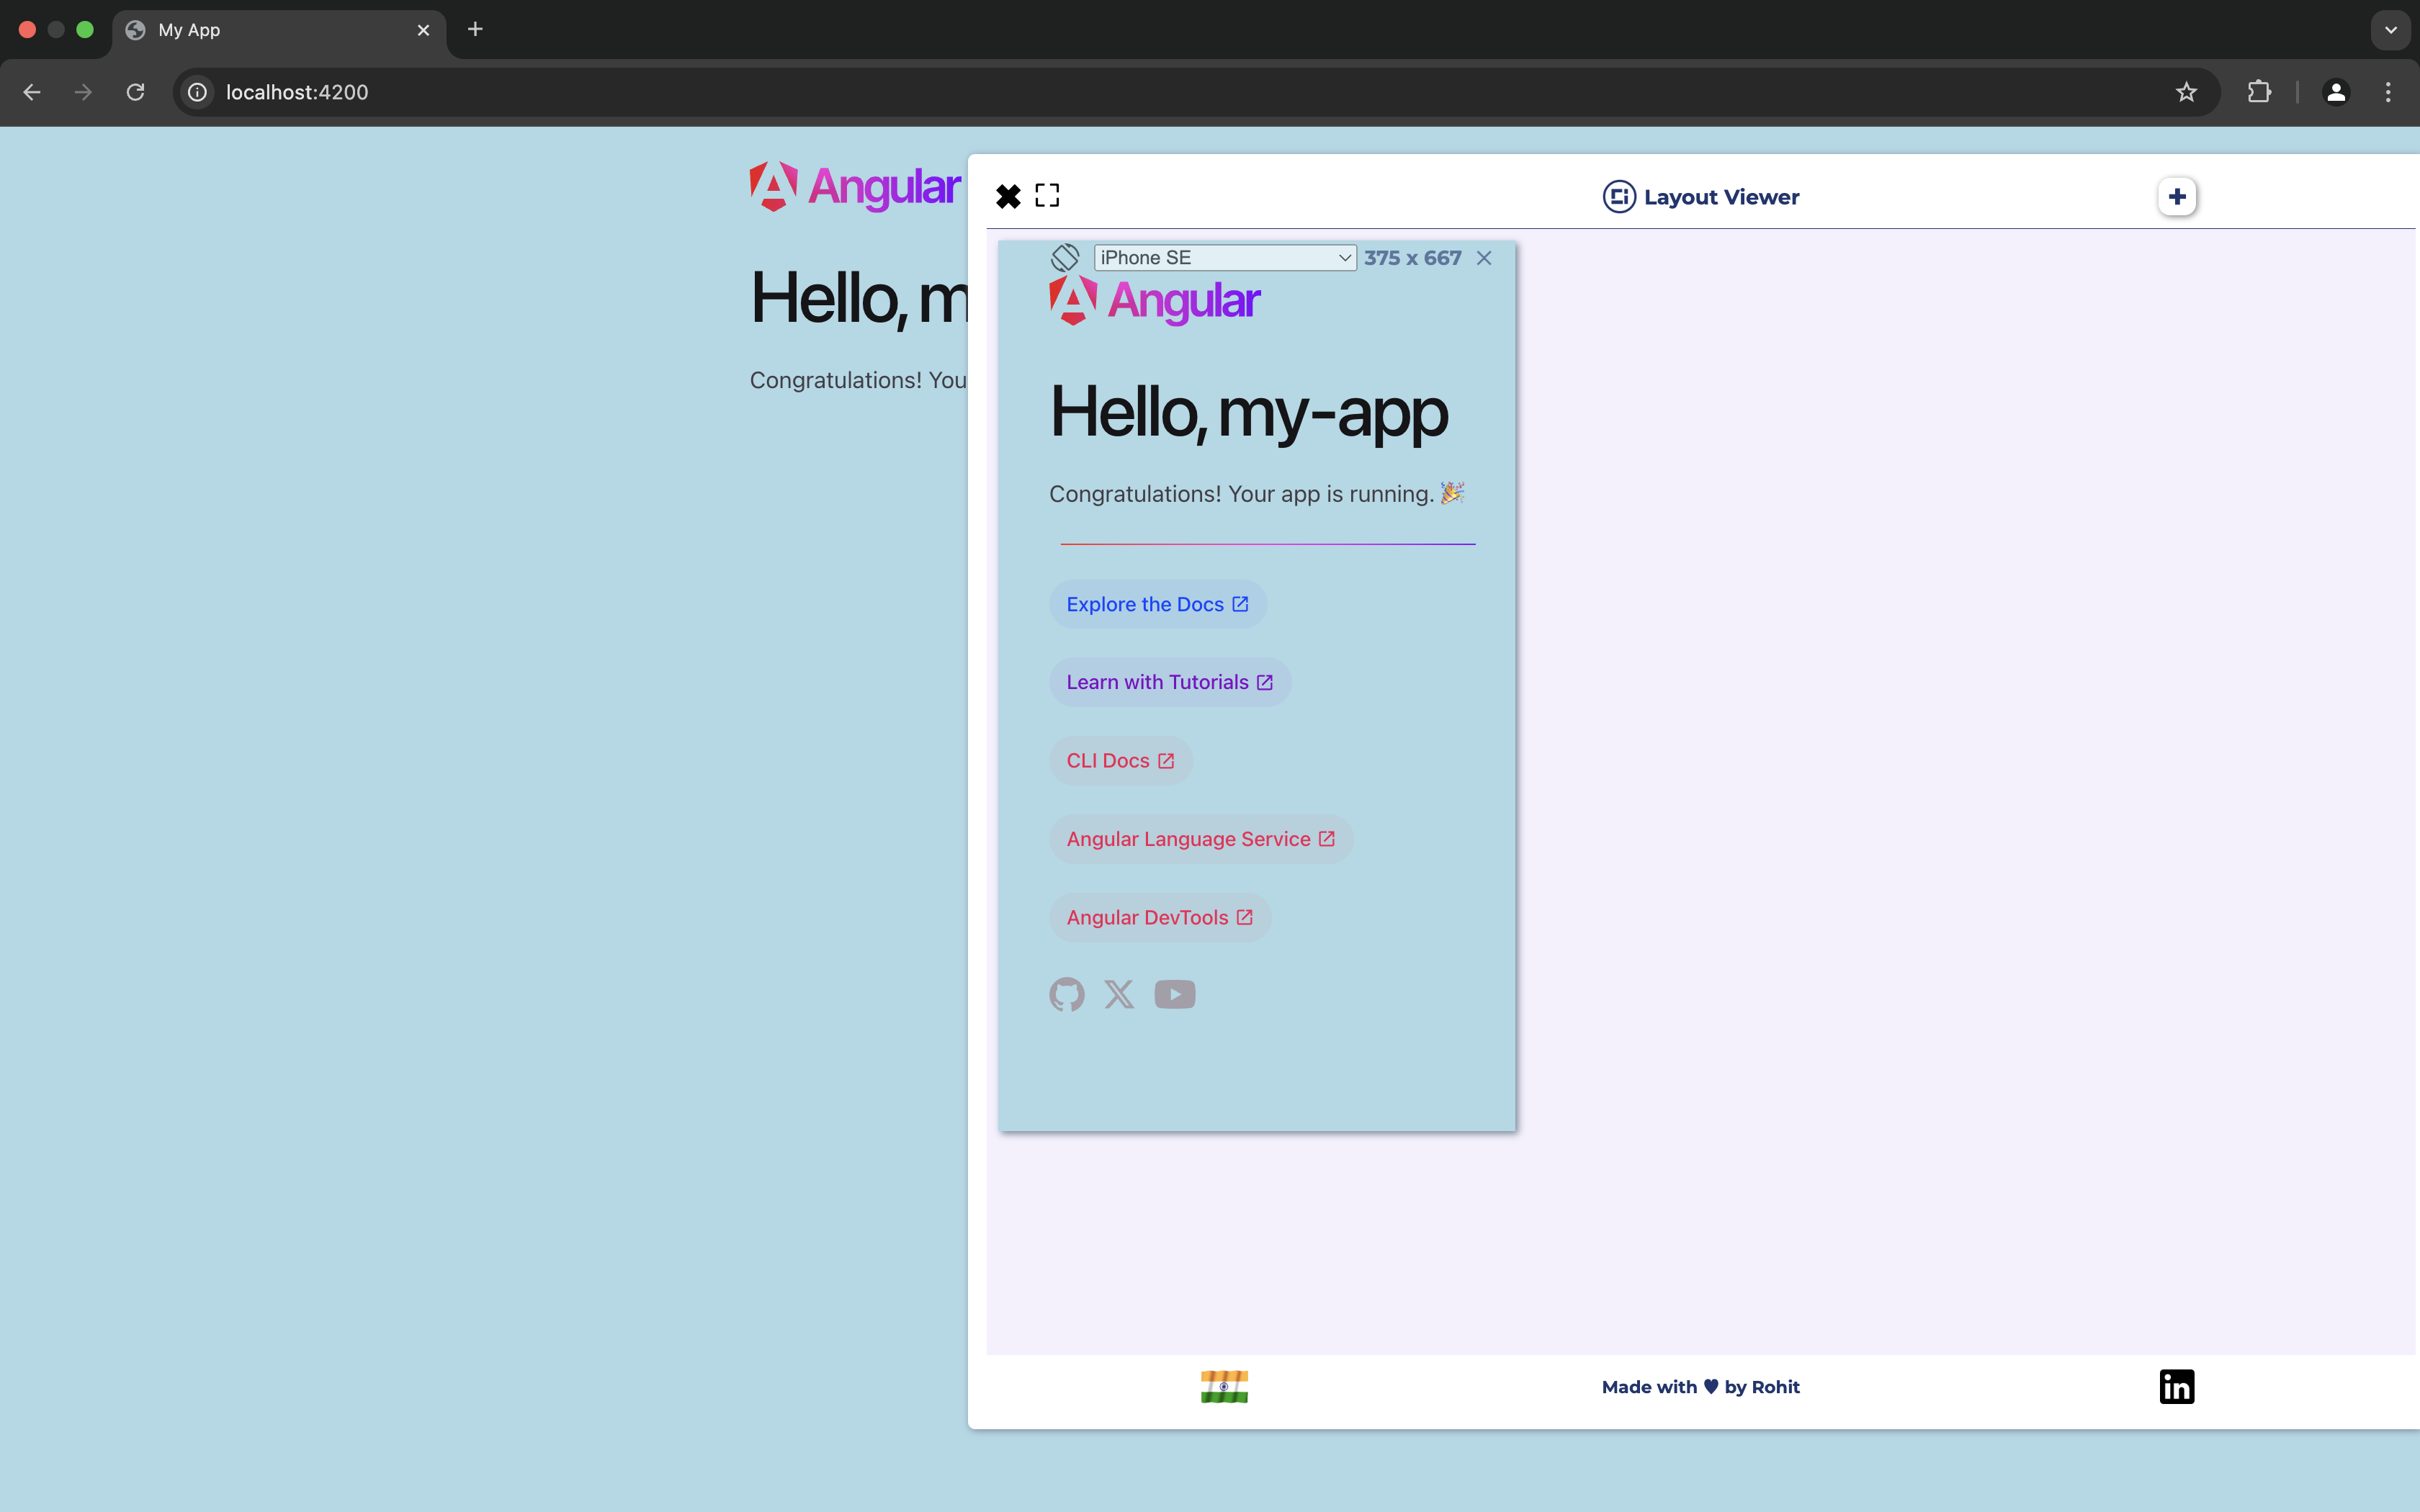 My App
localhost:4200
Angular
Hello, m
Congratulations! You
Layout Viewer
iPhone SE
375 x 667
Angular
Hello, my-app
Congratulations! Your app is running. 🎉
Explore the Docs
Learn with Tutorials
CLI Docs
Angular Language Service
Angular DevTools
Made with ♥ by Rohit
in